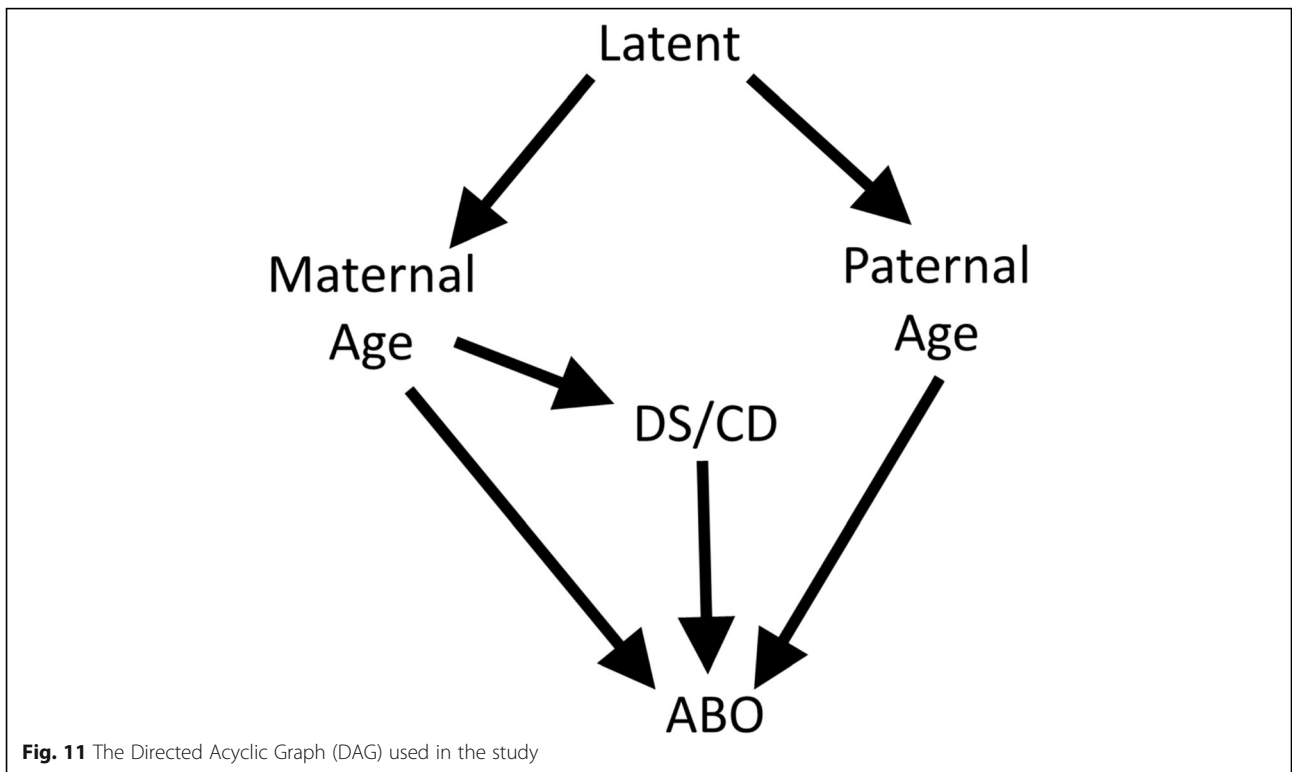 Latent
Maternal
Age
Paternal
Age
DS/CD
ABO
Fig. 11 The Directed Acyclic Graph (DAG) used in the study